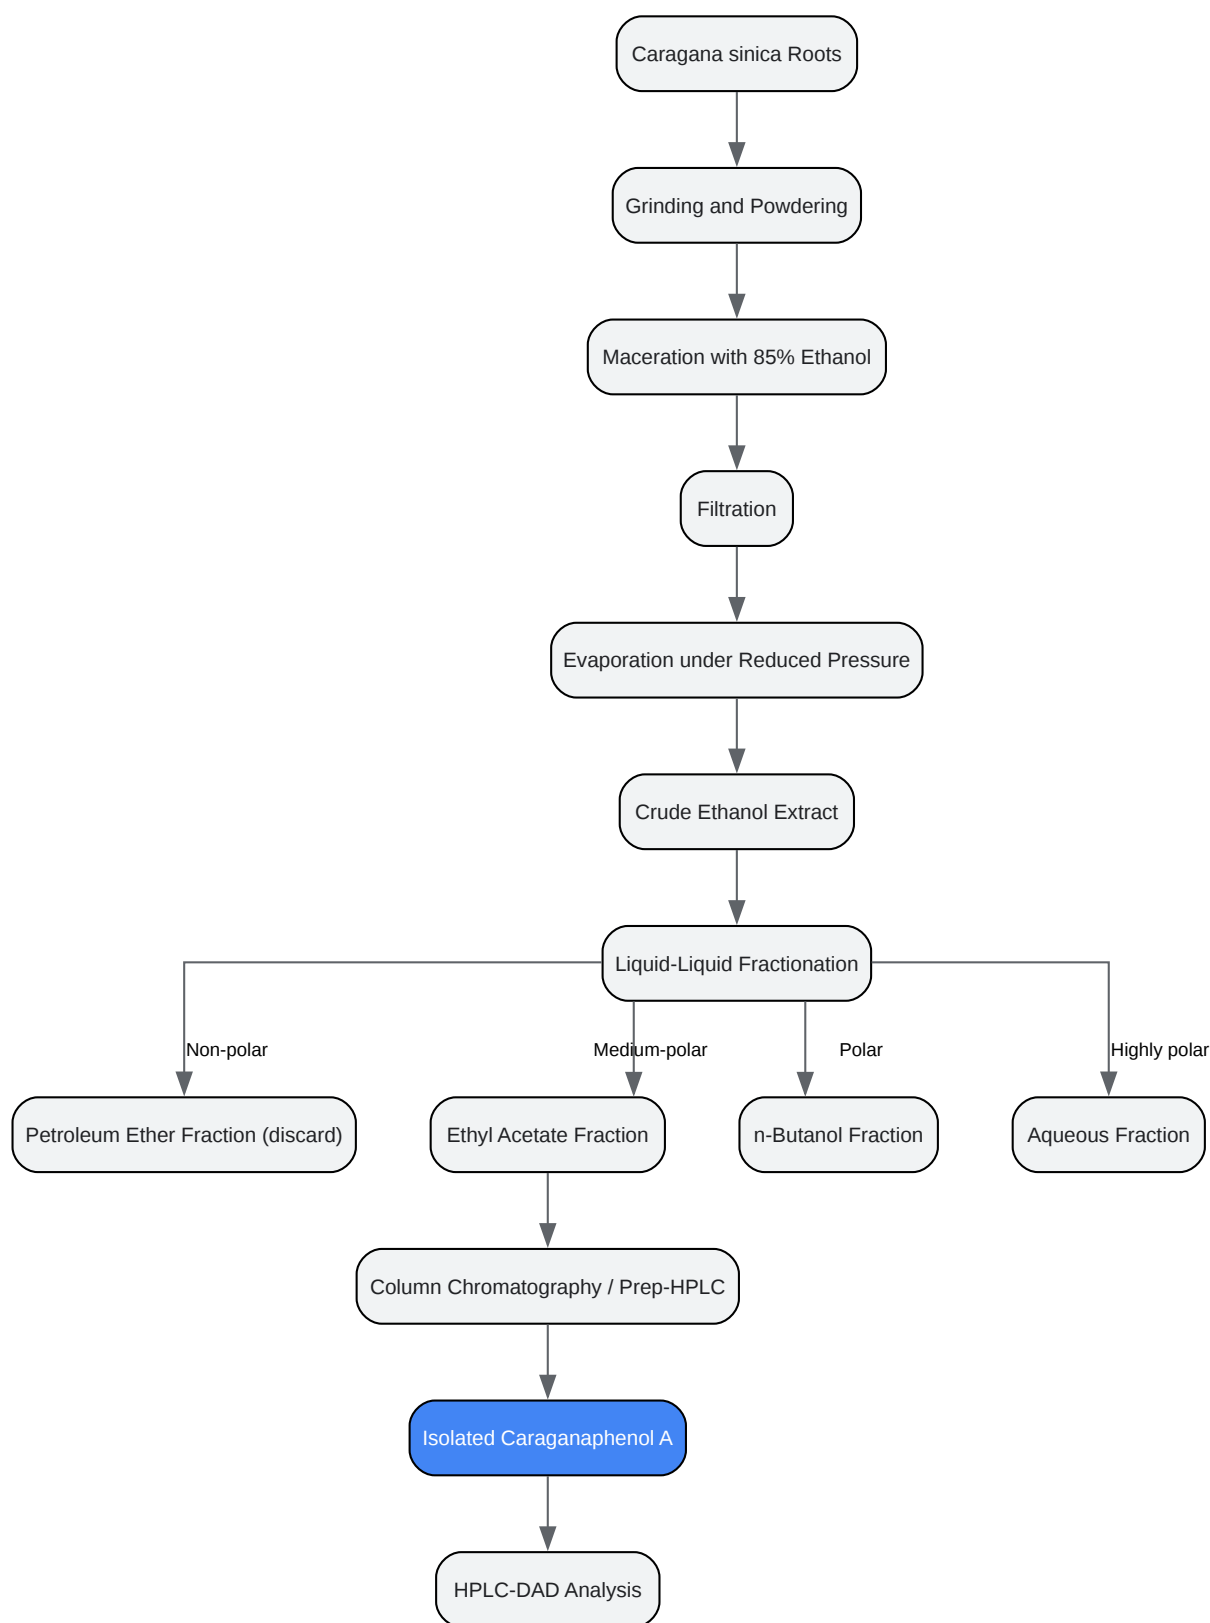 Caragana sinica Roots
Grinding and Powdering
Maceration with 85% Ethanol
Filtration
Evaporation under Reduced Pressure
Crude Ethanol Extract
Liquid-Liquid Fractionation
Non-polar
Medium-polar
Polar
Highly polar
Petroleum Ether Fraction (discard)
Ethyl Acetate Fraction
n-Butanol Fraction
Aqueous Fraction
Column Chromatography / Prep-HPLC
Isolated Caraganaphenol A
HPLC-DAD Analysis